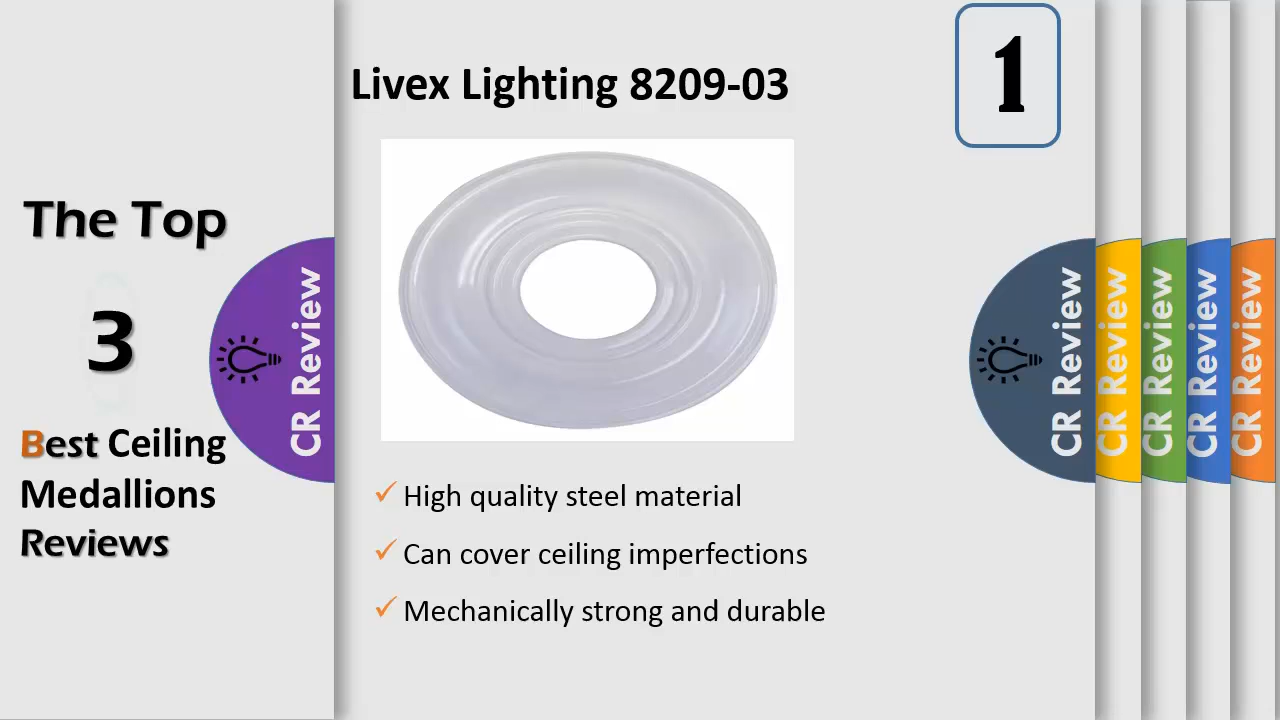 The Top
3
Best Ceiling
Medallions
Reviews
CR Review
Livex Lighting 8209-03
1
High quality steel material
Can cover ceiling imperfections
Mechanically strong and durable
CR Review
CR Review
CR Review
CR Review
CR Review